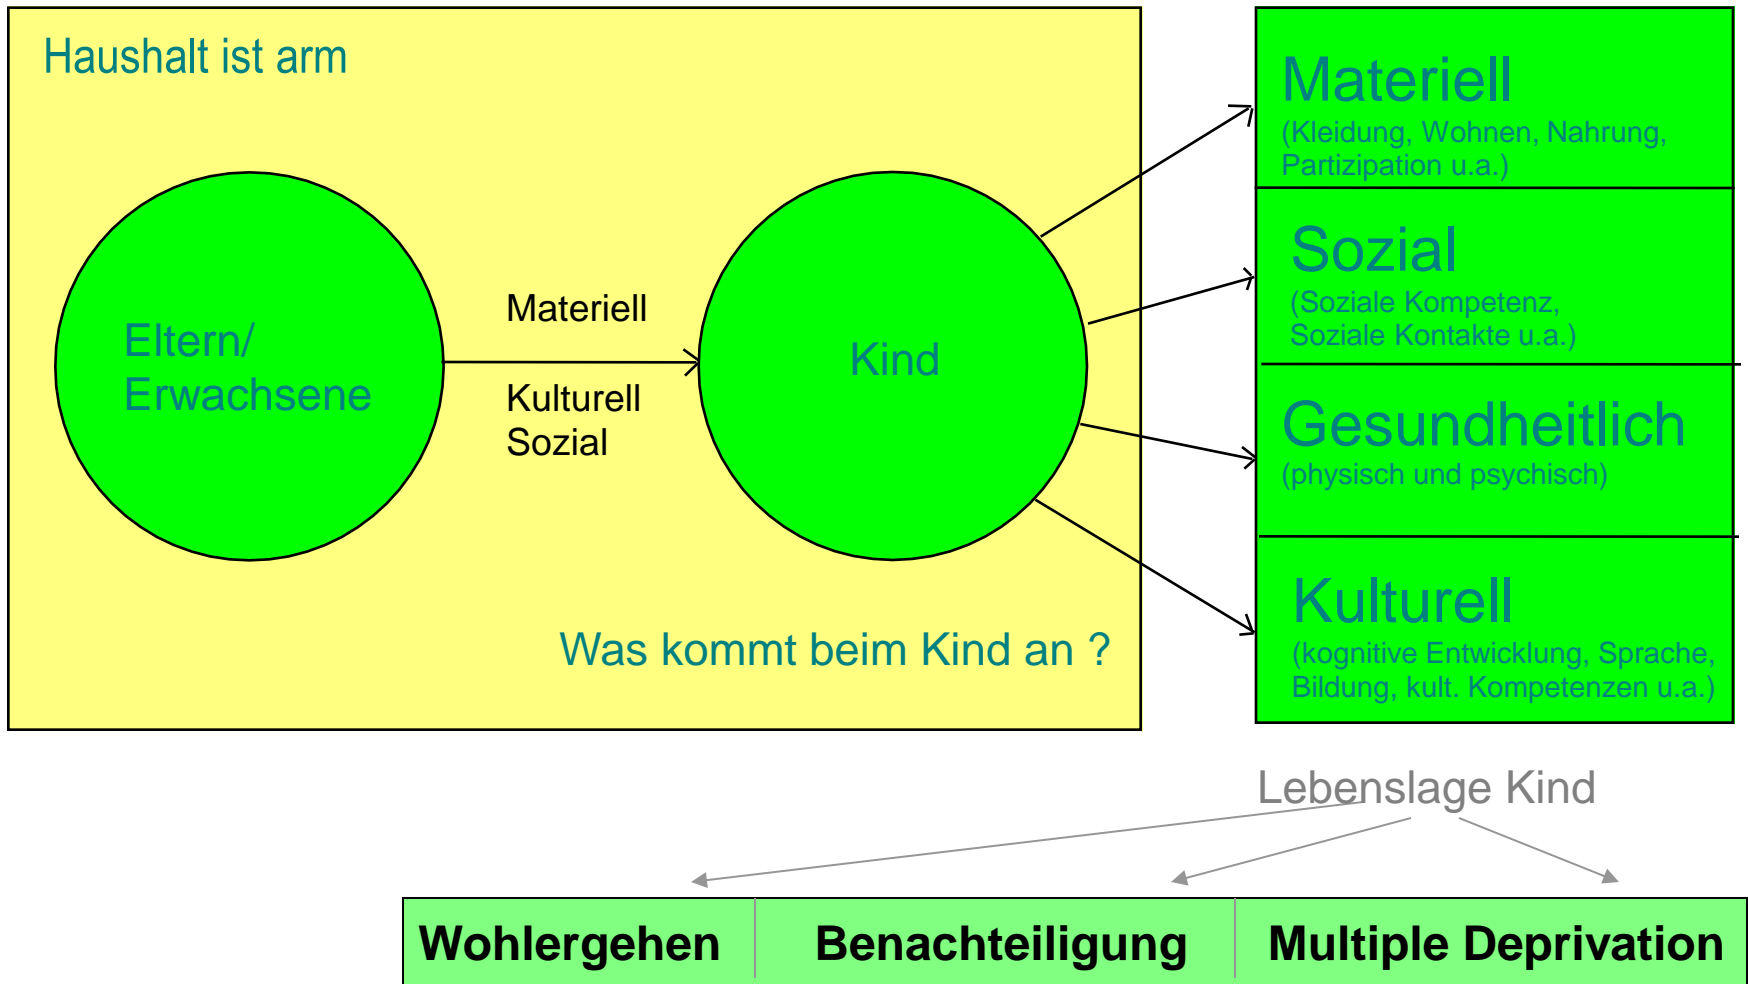 Haushalt ist arm
Eltern/
Erwachsene
Materiell
Kulturell
Sozial
Kind
Was kommt beim Kind an ?
Materiell
(Kleidung, Wohnen, Nahrung,
Partizipation u.a.)
Sozial
(Soziale Kompetenz,
Soziale Kontakte u.a.)
Gesundheitlich
(physisch und psychisch)
Kulturell
(kognitive Entwicklung, Sprache,
Bildung, kult. Kompetenzen u.a.)
Lebenslage Kind
Wohlergehen
Benachteiligung
Multiple Deprivation